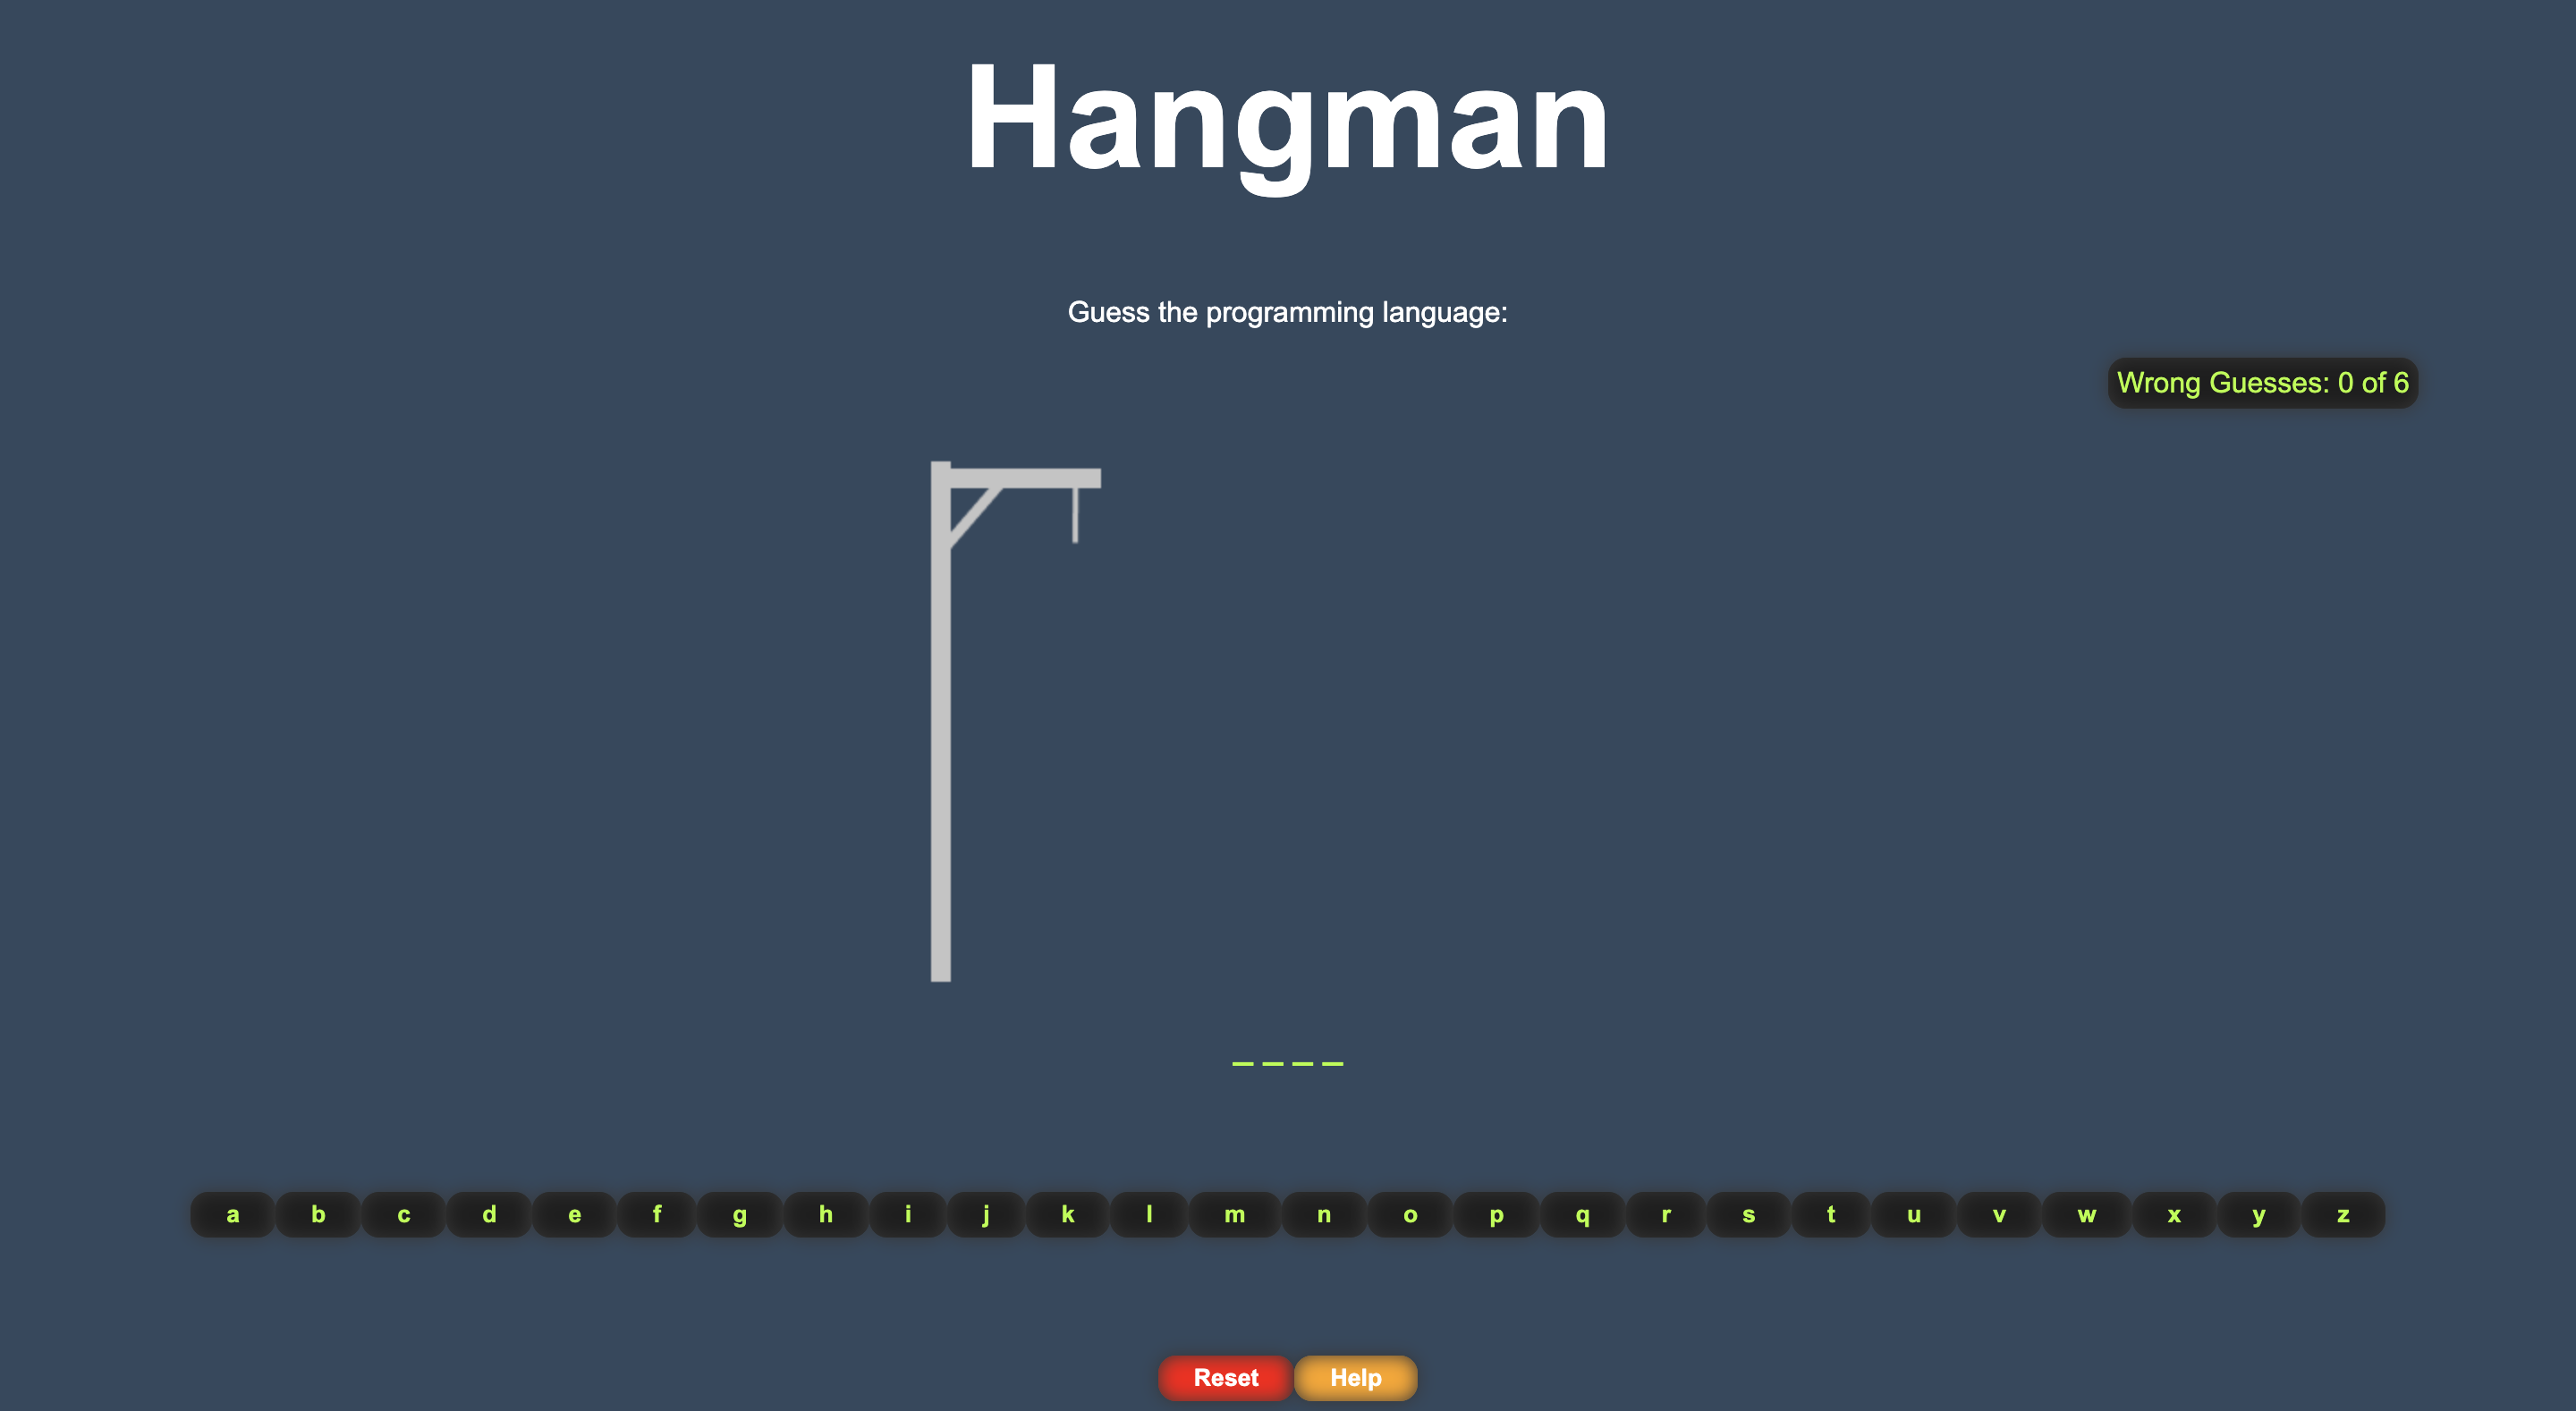 Hangman
Guess the programming language:
Wrong Guesses: 0 of 6
_ _ _ _
a b c d e f g h i j k l m n o p q r s t u v w x y z
Reset Help